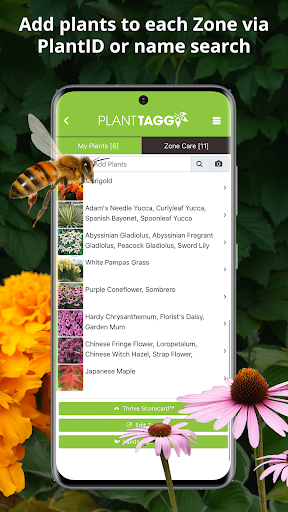 Add plants to each Zone via
PlantID or name search
PLANTTAGG
My Plants [8]
Zone Care [11]
Add Plants
Marigold
Adam's Needle Yucca, Curlyleaf Yucca,
Spanish Bayonet, Spoonleaf Yucca
Abyssinian Gladiolus, Abyssinian Fragrant
Gladiolus, Peacock Gladiolus, Sword Lily
White Pampas Grass
Purple Coneflower, Sombrero
Hardy Chrysanthemum, Florist's Daisy,
Garden Mum
Chinese Fringe Flower, Loropetalum,
Chinese Witch Hazel, Strap Flower,
Japanese Maple
Thrive Scorecard™
Edit